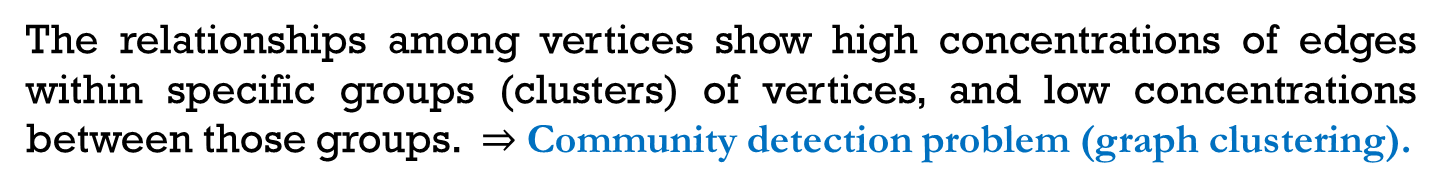 The relationships among vertices show high concentrations of edges
within specific groups (clusters) of vertices, and low concentrations
between those groups. ⇒ Community detection problem (graph clustering).